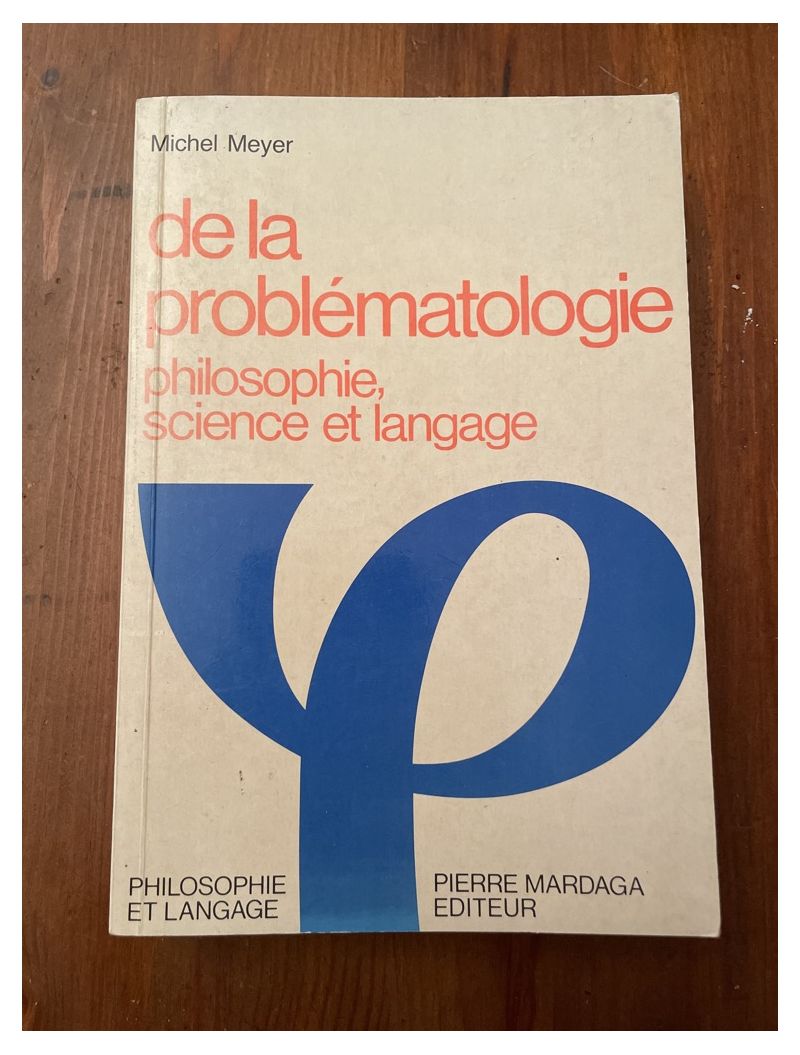 Michel Meyer
de la
problématologie
philosophie,
science et langage
φ
PHILOSOPHIE
ET LANGAGE
PIERRE MARDAGA
EDITEUR